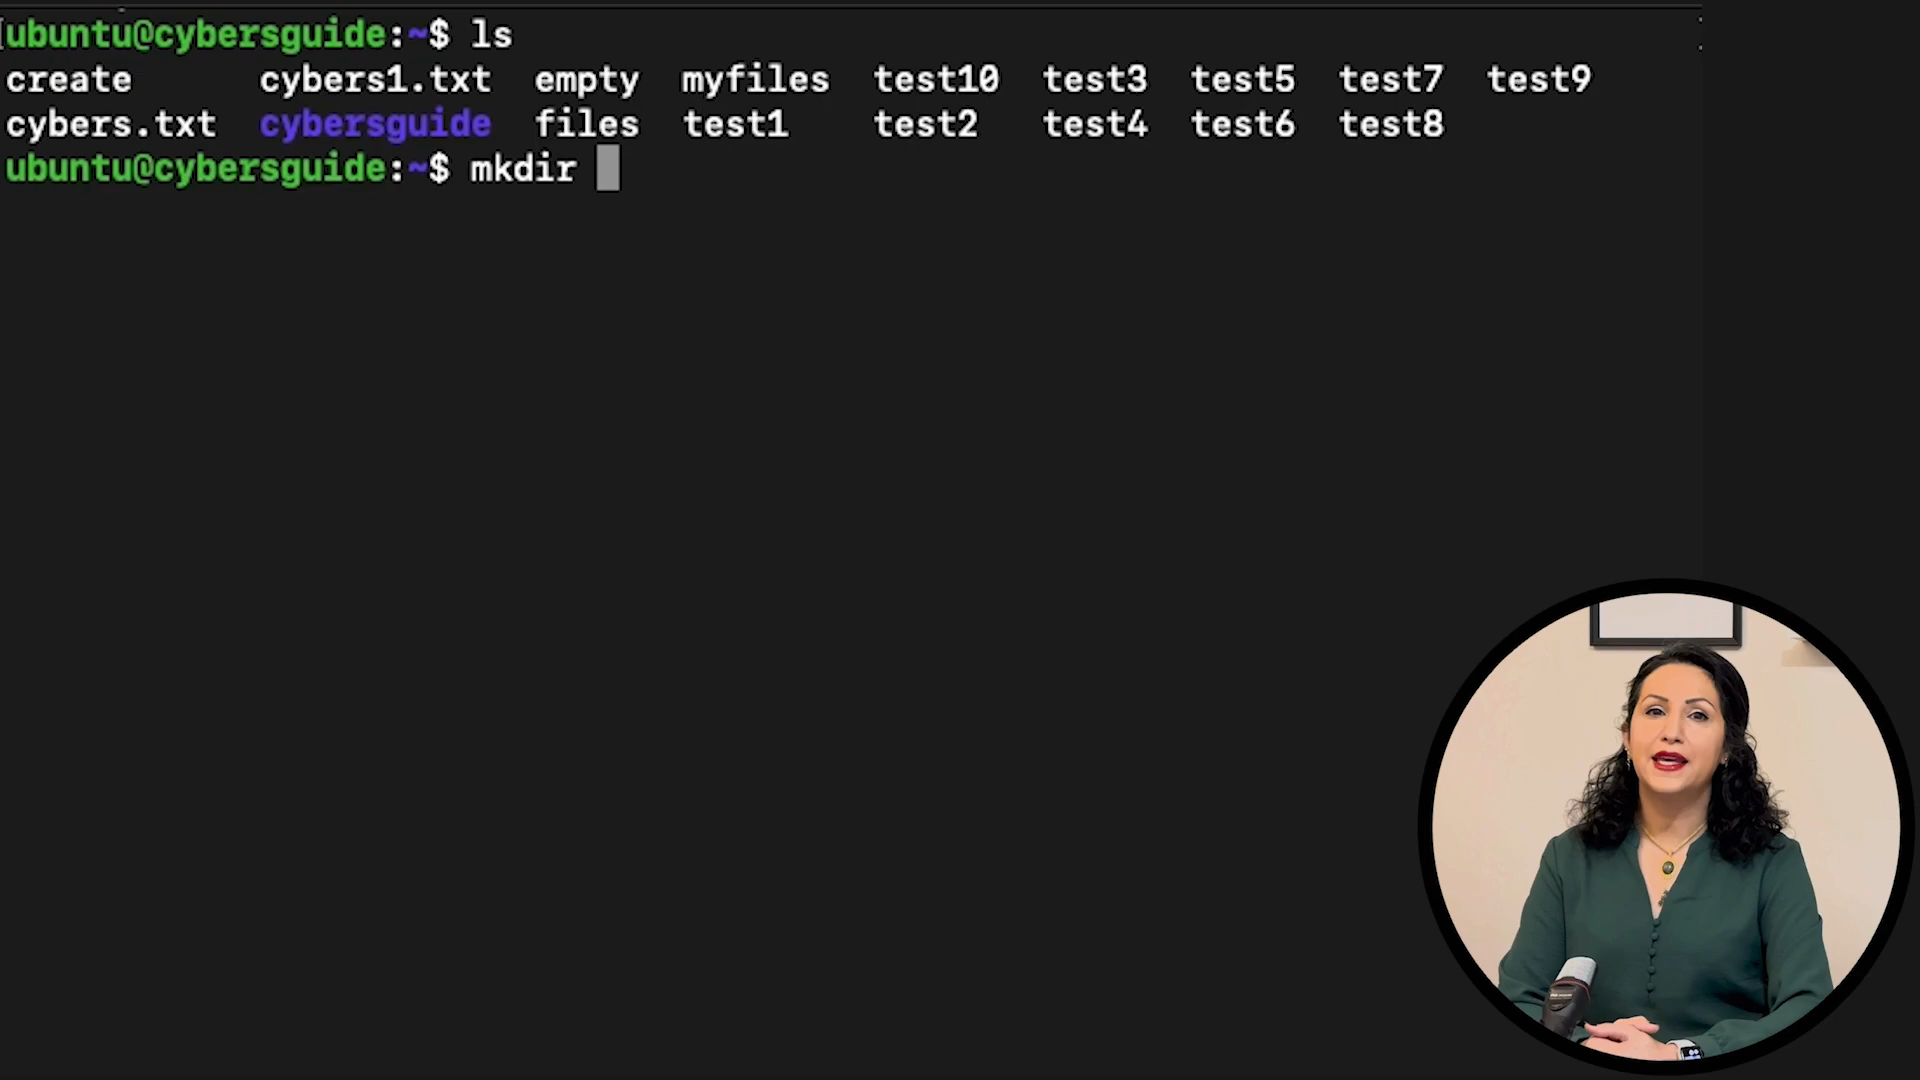 ubuntu@cybersguide:~$ ls
create cybers1.txt empty myfiles test10 test3 test5 test7 test9
cybers.txt cybersguide files test1 test2 test4 test6 test8
ubuntu@cybersguide:~$ mkdir